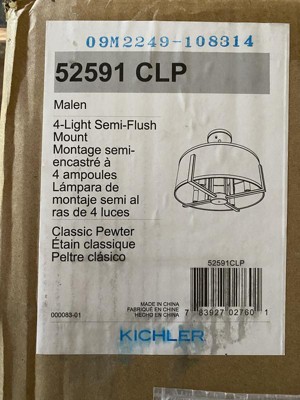 09M2249-108314
52591 CLP
Malen
4-Light Semi-Flush
Mount
Montage semi-
encastré à
4 ampoules
Lámpara de
montaje semi al
ras de 4 luces
Classic Pewter
Étain classique
Peltre clásico
52591CLP
MADE IN CHINA
FABRIQUÉ EN CHINE
HECHO EN CHINA
000083-01
7 83927 02760 1
KICHLER